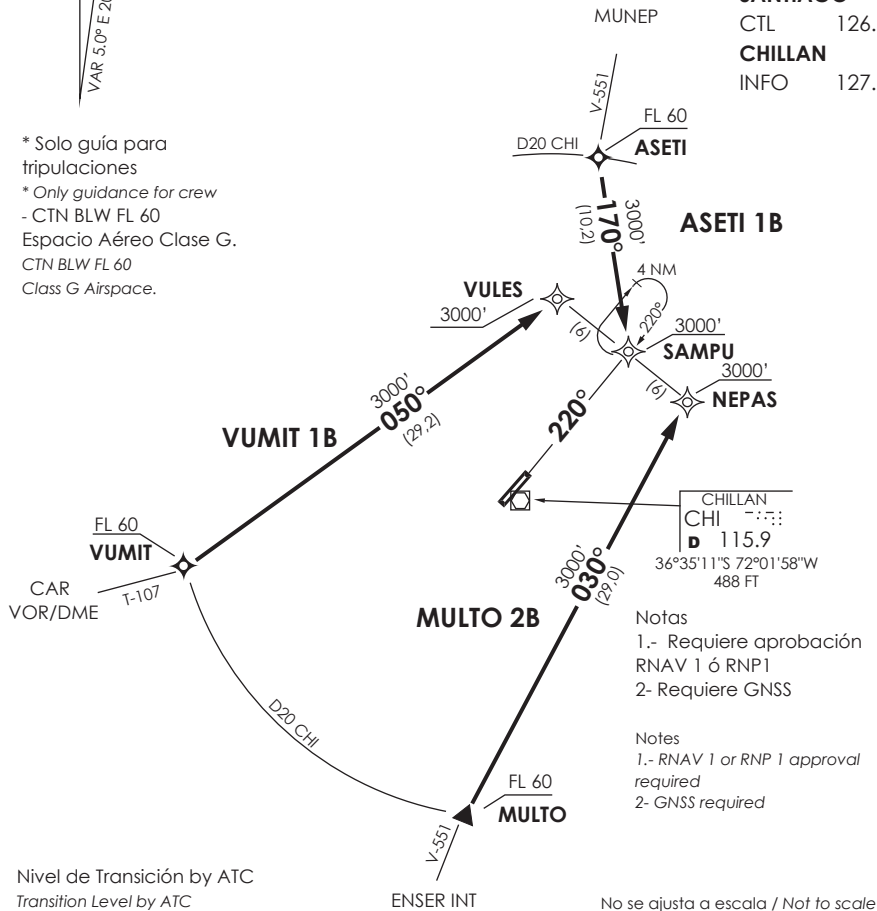 VAR 5.0º E 20
MUNEP
CTL 126.
CHILLAN
INFO 127.
* Solo guía para
tripulaciones
* Only guidance for crew
- CTN BLW FL 60
Espacio Aéreo Clase G.
CTN BLW FL 60
Class G Airspace.
V-551
FL 60
D20 CHI
ASETI
3000'
170°
(10,2)
ASETI 1B
4 NM
220°
VULES
3000'
(6)
3000'
SAMPU
3000'
(6)
NEPAS
220°
3000'
050°
(29,2)
VUMIT 1B
CHILLAN
CHI
D 115.9
36°35'11"S 72°01'58"W
488 FT
FL 60
VUMIT
CAR
VOR/DME
T-107
3000'
030°
(29,0)
MULTO 2B
Notas
1.- Requiere aprobación
RNAV 1 ó RNP1
2- Requiere GNSS
Notes
1.- RNAV 1 or RNP 1 approval
required
2- GNSS required
D20 CHI
FL 60
MULTO
V-551
ENSER INT
Nivel de Transición by ATC
Transition Level by ATC
No se ajusta a escala / Not to scale